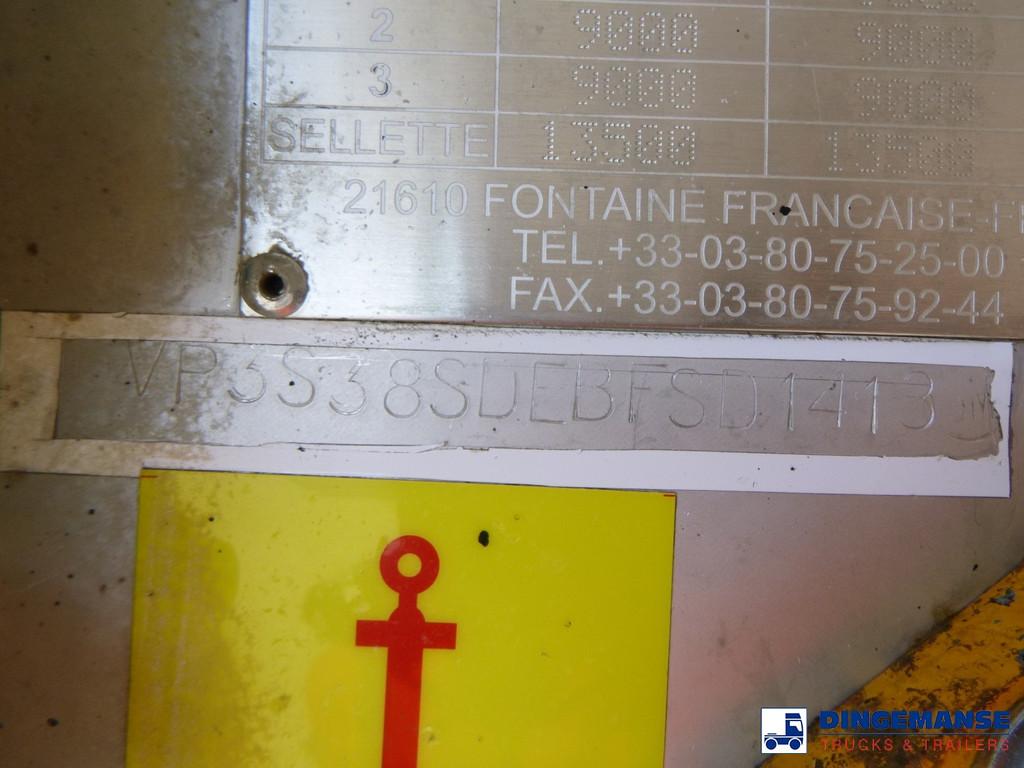 2 9000 9000
3 9000 9000
SELLETTE 13500 13500
21610 FONTAINE FRANCAISE-F
TEL.+33-03-80-75-25-00
FAX.+33-03-80-75-92-44
VP3S38SDEBFSD1413
DINGEMANSE
TRUCKS & TRAILERS